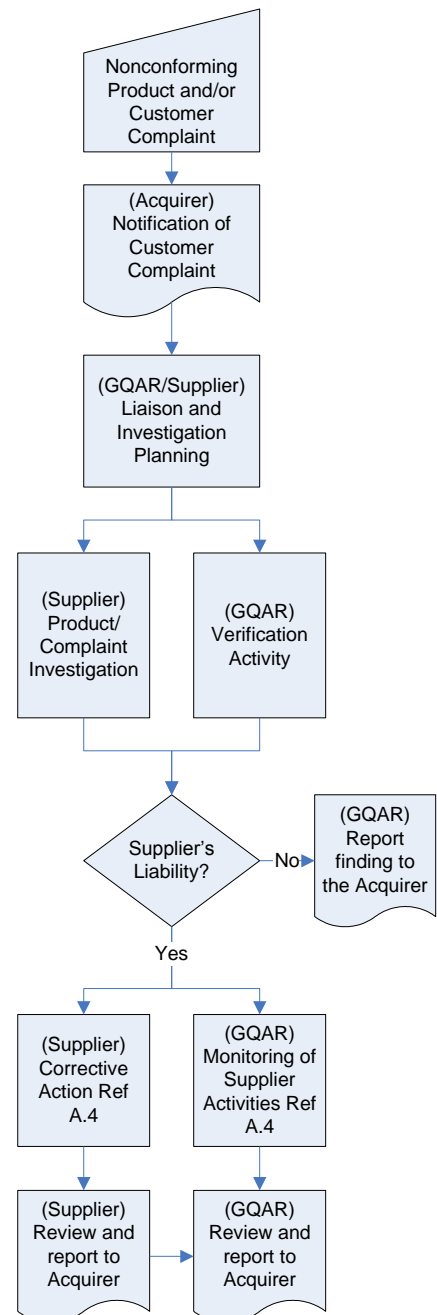 Nonconforming
Product and/or
Customer
Complaint
(Acquirer)
Notification of
Customer
Complaint
(GQAR/Supplier)
Liaison and
Investigation
Planning
(Supplier)
Product/
Complaint
Investigation
(GQAR)
Verification
Activity
Supplier's
Liability?
No
(GQAR)
Report
finding to
the Acquirer
Yes
(Supplier)
Corrective
Action Ref
A.4
(GQAR)
Monitoring of
Supplier
Activities Ref
A.4
(Supplier)
Review and
report to
Acquirer
(GQAR)
Review and
report to
Acquirer